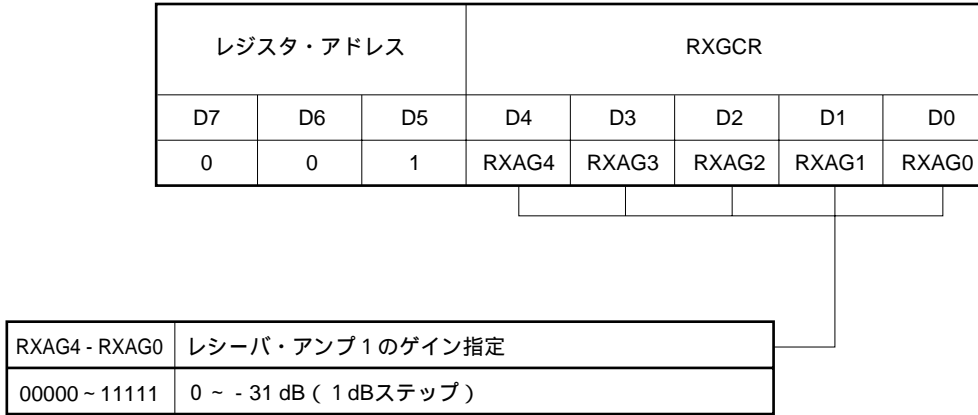 レジスタ・アドレス RXGCR
D7 D6 D5 D4 D3 D2 D1 D0
0 0 1 RXAG4 RXAG3 RXAG2 RXAG1 RXAG0
RXAG4 - RXAG0 レシーバ・アンプ1のゲイン指定
00000 ~ 11111 0 ~ - 31 dB ( 1 dBステップ )